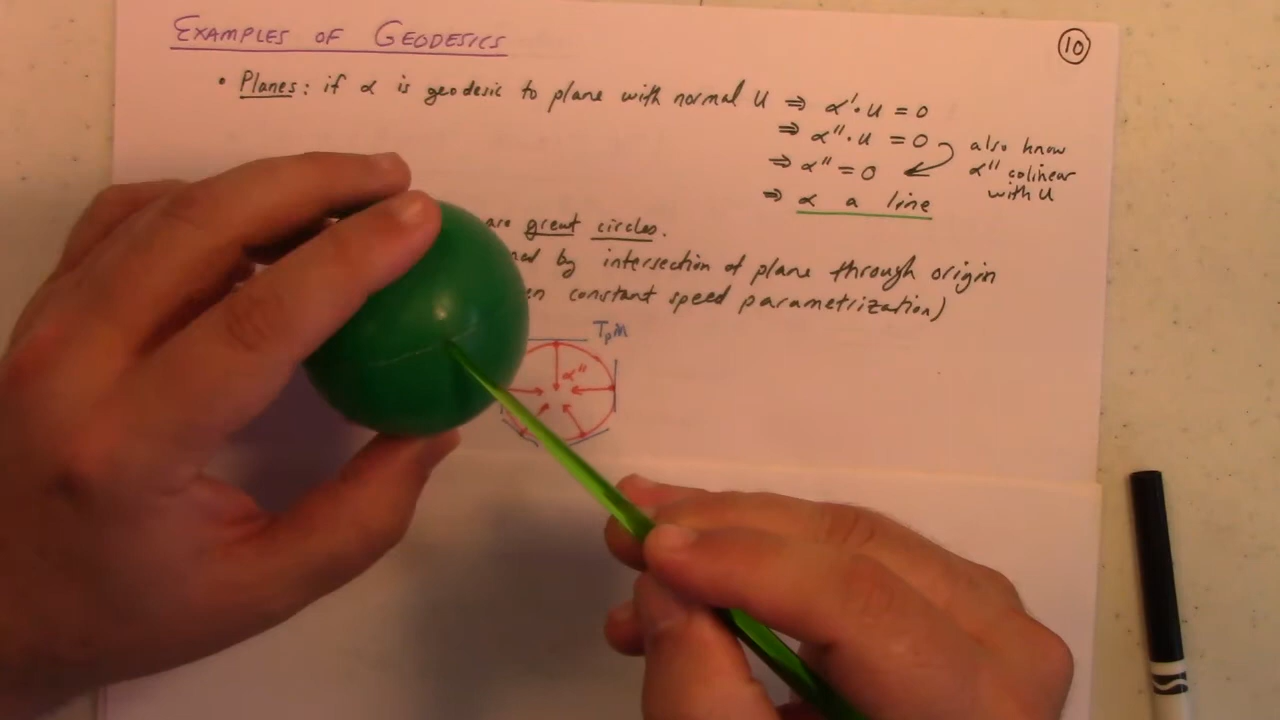 EXAMPLES OF GEODESICS
10
• Planes: if α is geodesic to plane with normal U ⇒ α'·U = 0
⇒ α''·U = 0 also know
⇒ α'' = 0 α'' colinear
with U
⇒ α a line
are great circles.
by intersection of plane through origin
constant speed parametrization)
TpM
α''